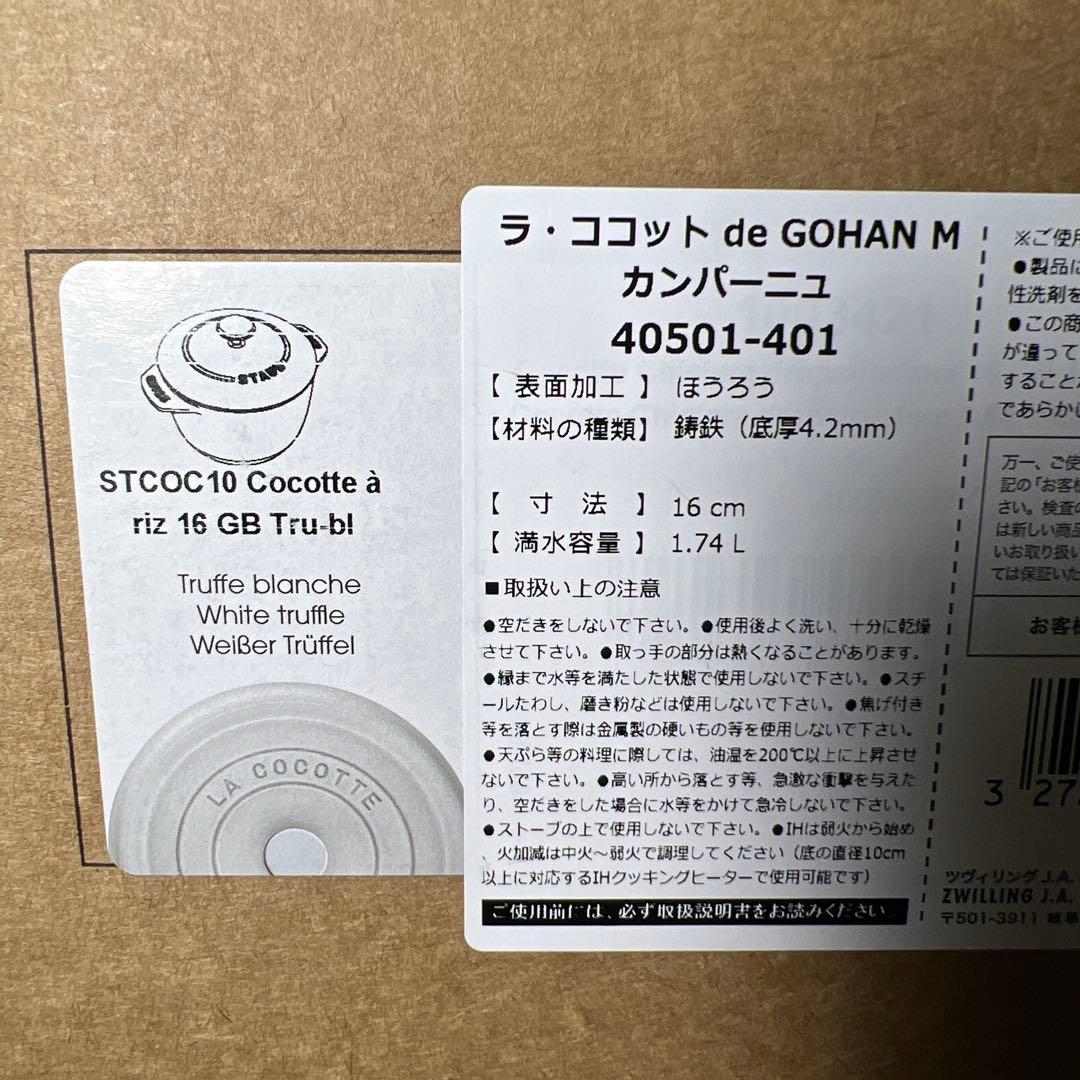 STAUB
STCOC10 Cocotte à
riz 16 GB Tru-bl
Truffe blanche
White truffle
Weißer Trüffel
LA COCOTTE
ラ・ココット de GOHAN M
カンパーニュ
40501-401
【 表面加工 】 ほうろう
【材料の種類】 鋳鉄（底厚4.2mm）
【 寸 法 】 16 cm
【 満水容量 】 1.74 L
■取扱い上の注意
●空だきをしないで下さい。●使用後よく洗い、十分に乾燥
させて下さい。●取っ手の部分は熱くなることがあります。
●縁まで水等を満たした状態で使用しないで下さい。●スチ
ールたわし、磨き粉などは使用しないで下さい。●焦げ付き
等を落とす際は金属製の硬いもの等を使用しないで下さい。
●天ぷら等の料理に際しては、油温を200℃以上に上昇させ
ないで下さい。●高い所から落とす等、急激な衝撃を与えた
り、空だきをした場合に水等をかけて急冷しないで下さい。
●ストーブの上で使用しないで下さい。●IHは弱火から始め
、火加減は中火～弱火で調理してください（底の直径10cm
以上に対応するIHクッキングヒーターで使用可能です）
ご使用前には、必ず取扱説明書をお読みください
※ご使用
●製品に
性洗剤を
●この商
が違って
することが
であらかじ
万一、ご使
記の「お客様
さい。検査の
は新しい商品
いお取り扱い
ては保証いた
お客様
3 27
ツヴィリング J.A.
ZWILLING J.A.
〒501-3911 岐阜